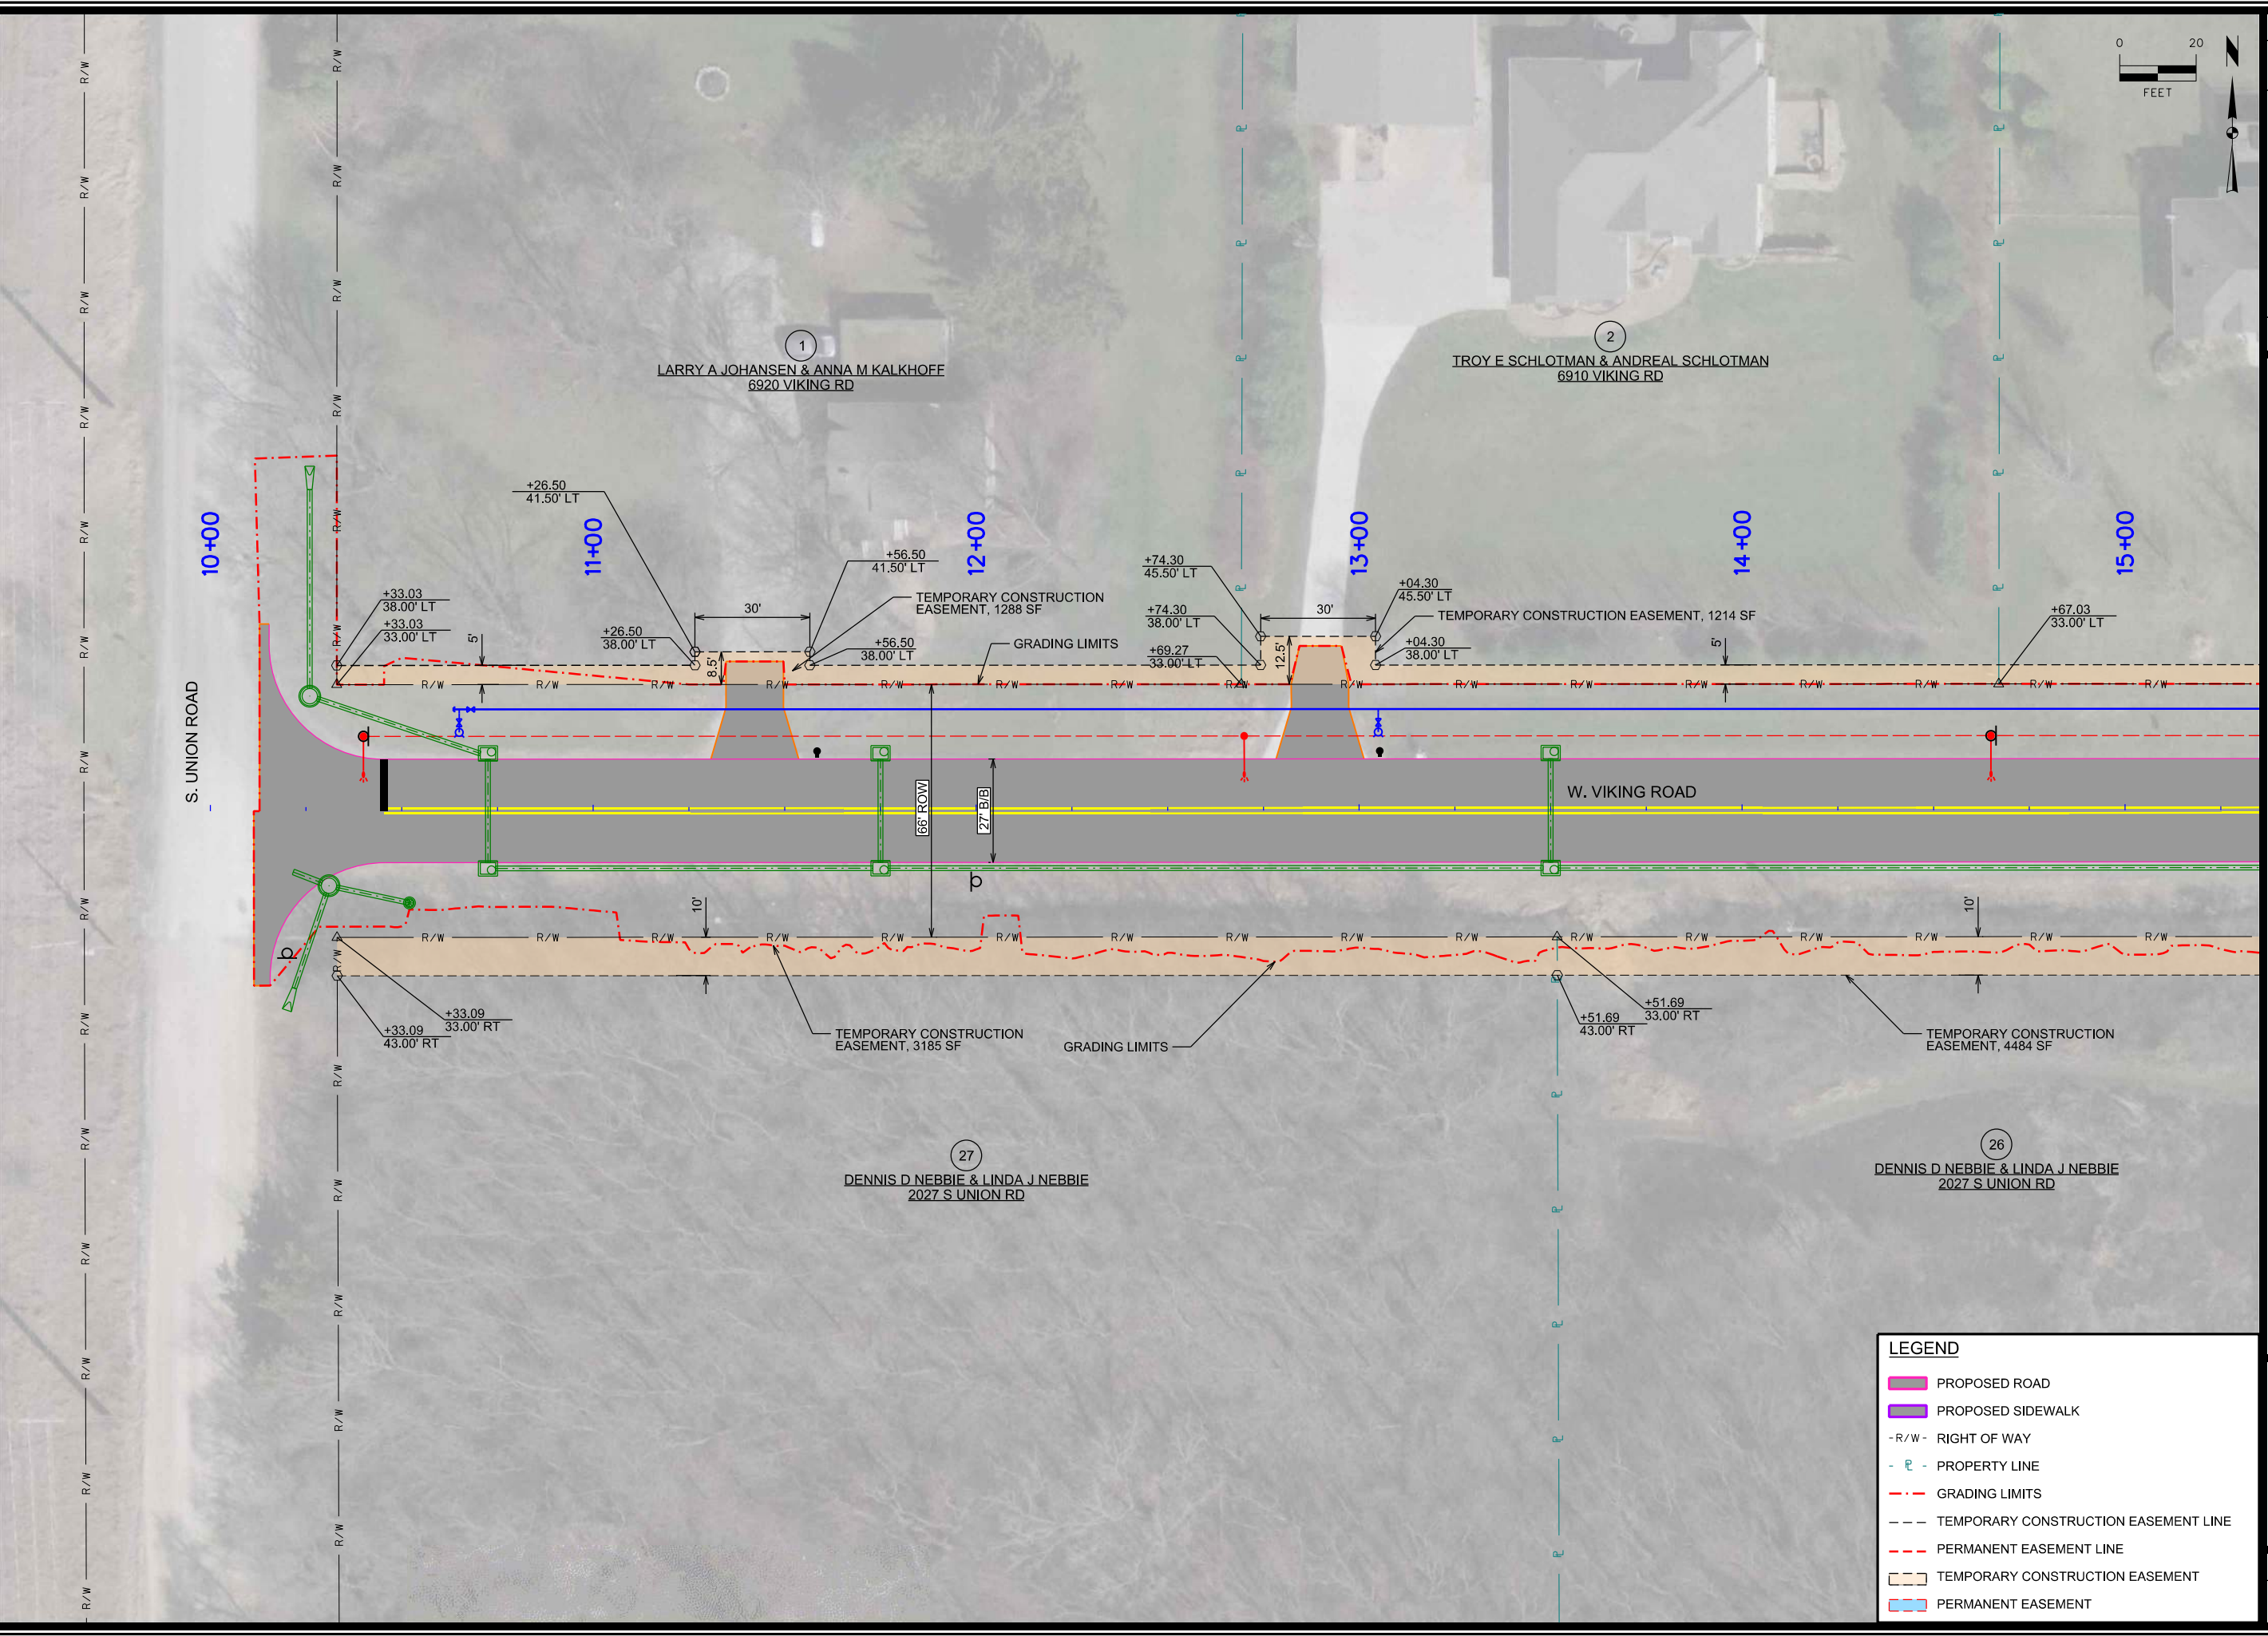 0 20
N
FEET
1
LARRY A JOHANSEN & ANNA M KALKHOFF
6920 VIKING RD
2
TROY E SCHLOTMAN & ANDREAL SCHLOTMAN
6910 VIKING RD
10+00
11+00
12+00
13+00
14+00
15+00
+26.50
41.50' LT
+56.50
41.50' LT
+74.30
45.50' LT
+04.30
45.50' LT
+33.03
38.00' LT
+33.03
33.00' LT
+26.50
38.00' LT
+56.50
38.00' LT
+74.30
38.00' LT
+69.27
33.00' LT
+04.30
38.00' LT
+67.03
33.00' LT
30'
30'
5'
8.5'
12.5'
5'
TEMPORARY CONSTRUCTION
EASEMENT, 1288 SF
GRADING LIMITS
TEMPORARY CONSTRUCTION EASEMENT, 1214 SF
R/W R/W R/W R/W R/W R/W R/W R/W R/W R/W R/W R/W R/W R/W R/W R/W
S. UNION ROAD
66' ROW
27' B/B
W. VIKING ROAD
10'
10'
R/W R/W R/W R/W R/W R/W R/W R/W R/W R/W R/W R/W R/W R/W R/W R/W
+33.09
33.00' RT
+33.09
43.00' RT
TEMPORARY CONSTRUCTION
EASEMENT, 3185 SF
GRADING LIMITS
+51.69
33.00' RT
+51.69
43.00' RT
TEMPORARY CONSTRUCTION
EASEMENT, 4484 SF
27
DENNIS D NEBBIE & LINDA J NEBBIE
2027 S UNION RD
26
DENNIS D NEBBIE & LINDA J NEBBIE
2027 S UNION RD
LEGEND
PROPOSED ROAD
PROPOSED SIDEWALK
-R/W- RIGHT OF WAY
PL PROPERTY LINE
GRADING LIMITS
TEMPORARY CONSTRUCTION EASEMENT LINE
PERMANENT EASEMENT LINE
TEMPORARY CONSTRUCTION EASEMENT
PERMANENT EASEMENT